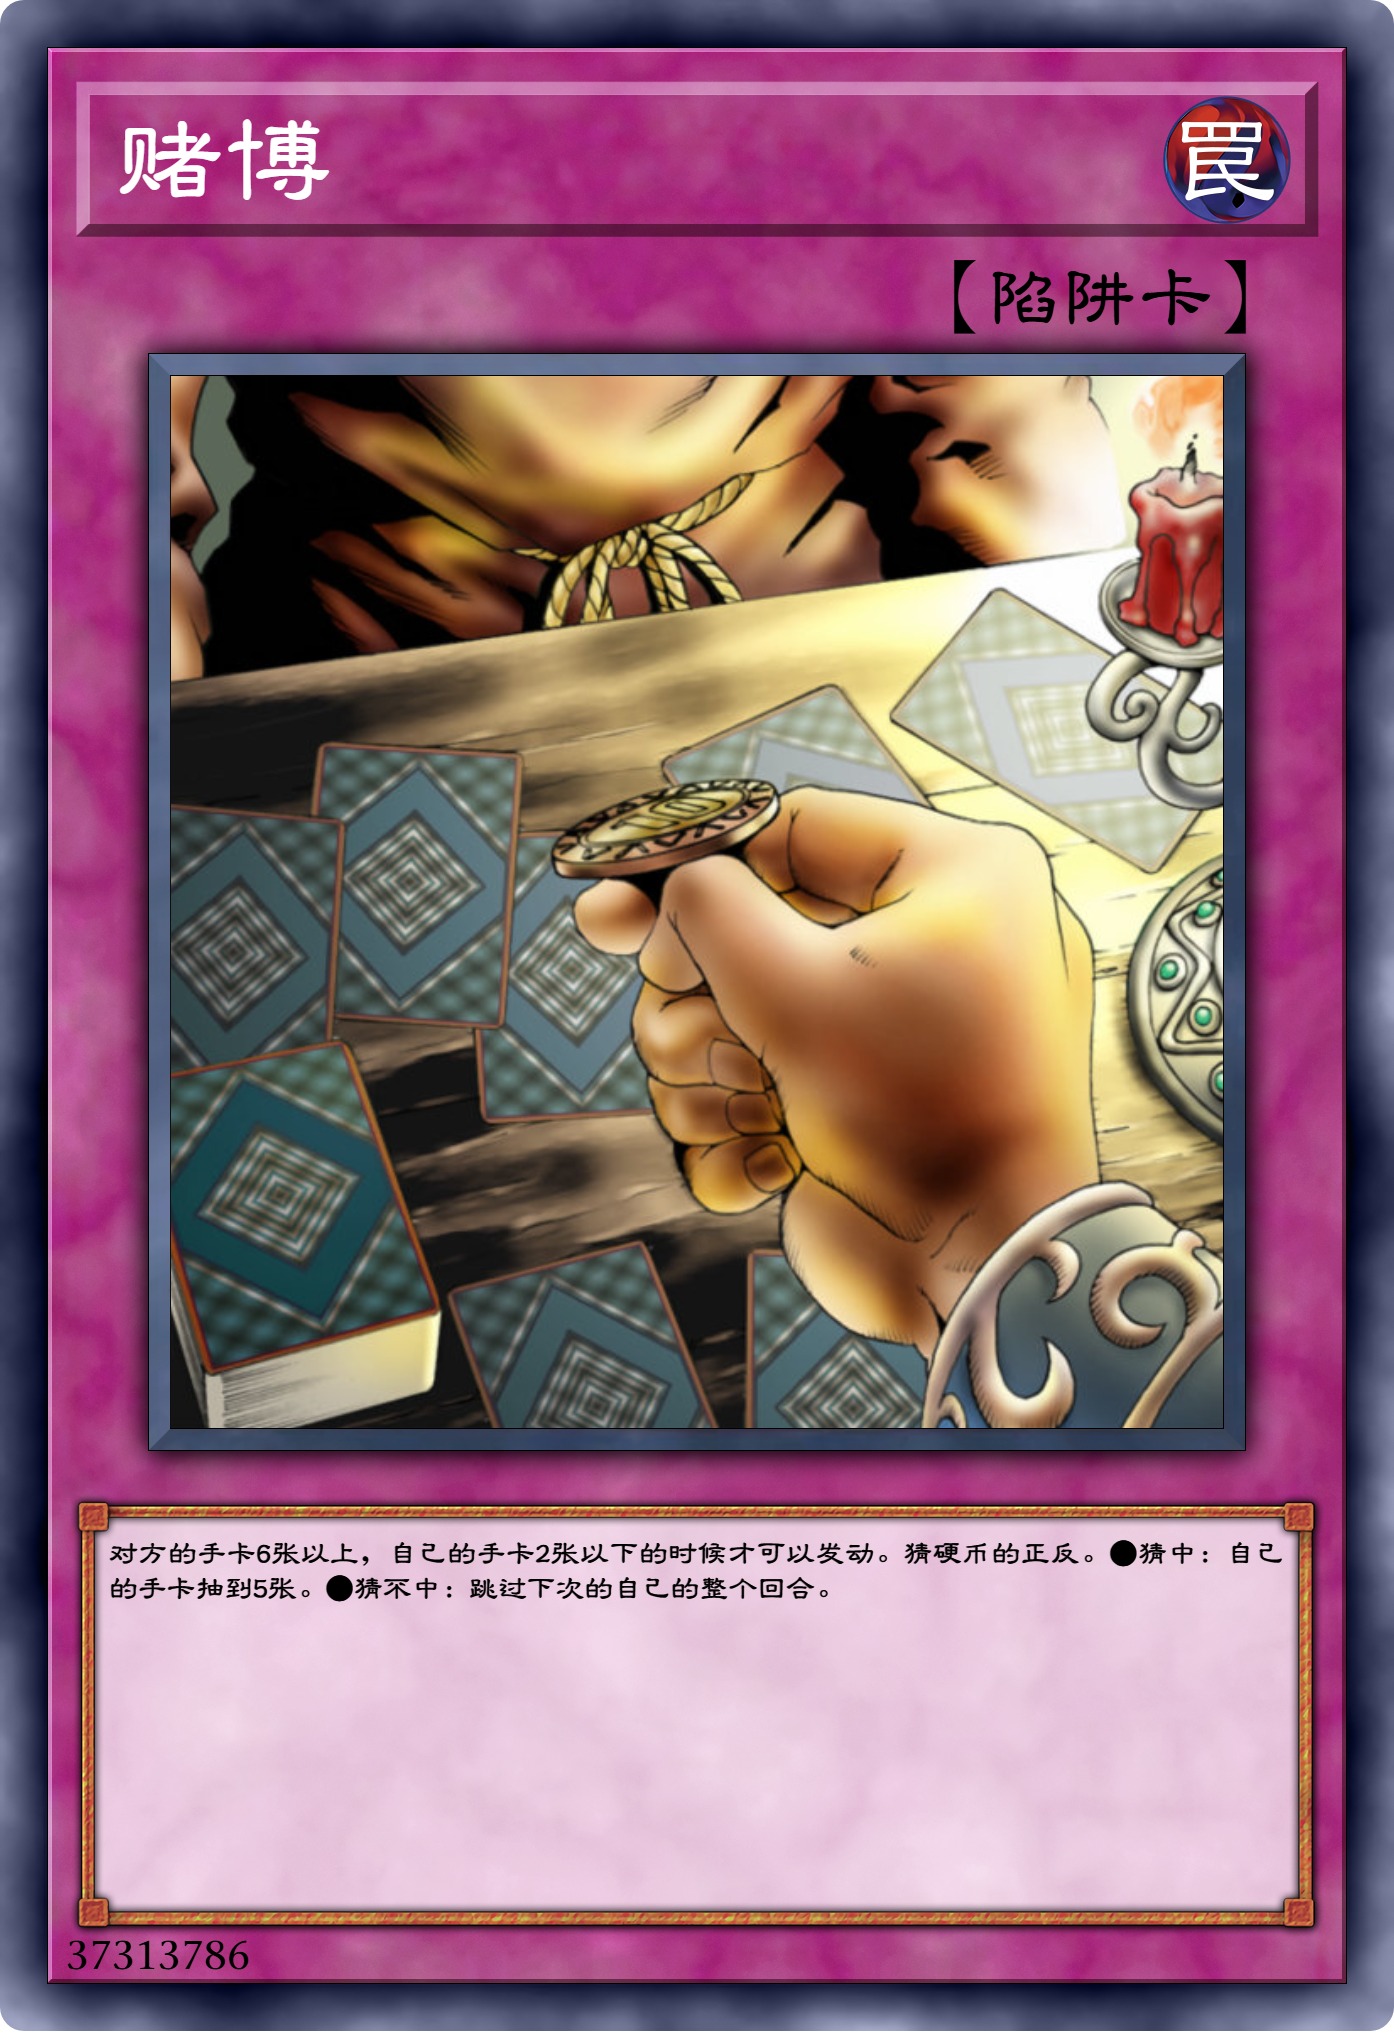 赌博
罠
【陷阱卡】
10
对方的手卡6张以上，自己的手卡2张以下的时候才可以发动。猜硬币的正反。●猜中：自己
的手卡抽到5张。●猜不中：跳过下次的自己的整个回合。
37313786